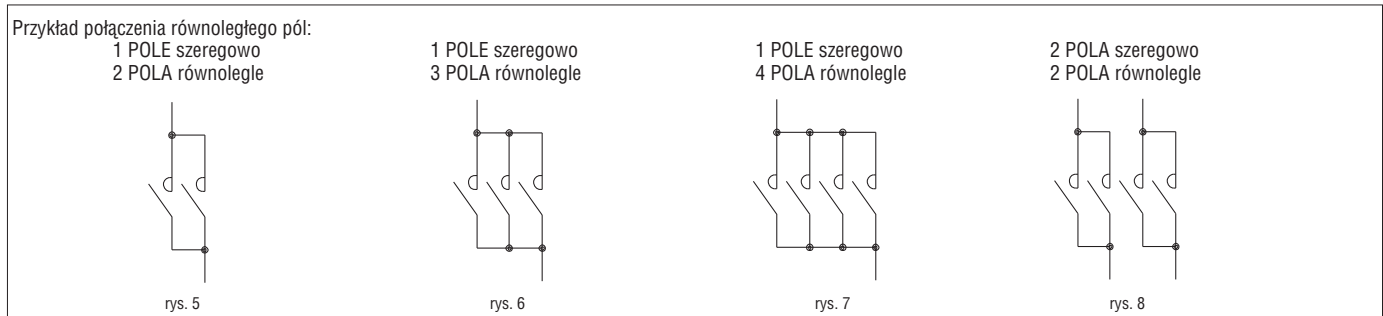 Przykład połączenia równoległego pól:
1 POLE szeregowo
2 POLA równolegle
1 POLE szeregowo
3 POLA równolegle
1 POLE szeregowo
4 POLA równolegle
2 POLA szeregowo
2 POLA równolegle
rys. 5
rys. 6
rys. 7
rys. 8